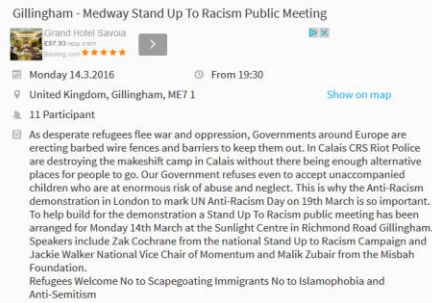 Gillingham - Medway Stand Up To Racism Public Meeting
Grand Hotel Savoia
£97.93
Booking.com
Monday 14.3.2016
From 19:30
United Kingdom, Gillingham, ME7 1
Show on map
11 Participant
As desperate refugees flee war and oppression, Governments around Europe are
erecting barbed wire fences and barriers to keep them out. In Calais CRS Riot Police
are destroying the makeshift camp in Calais without there being enough alternative
places for people to go. Our Government refuses even to accept unaccompanied
children who are at enormous risk of abuse and neglect. This is why the Anti-Racism
demonstration in London to mark UN Anti-Racism Day on 19th March is so important.
To help build for the demonstration a Stand Up To Racism public meeting has been
arranged for Monday 14th March at the Sunlight Centre in Richmond Road Gillingham.
Speakers include Zak Cochrane from the national Stand Up to Racism Campaign and
Jackie Walker National Vice Chair of Momentum and Malik Zubair from the Misbah
Foundation.
Refugees Welcome No to Scapegoating Immigrants No to Islamophobia and
Anti-Semitism